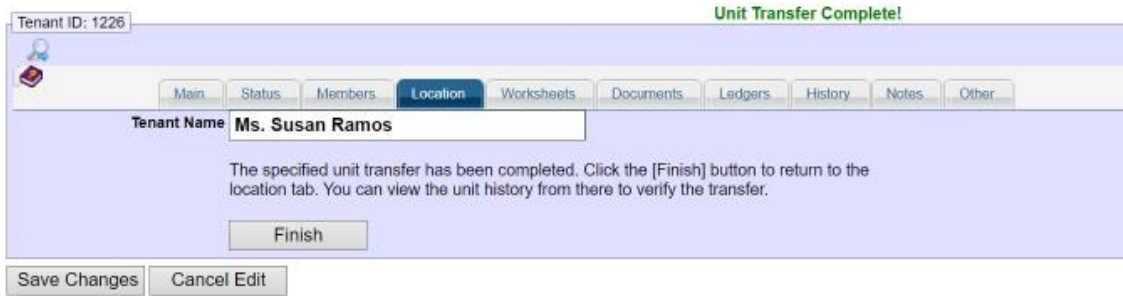 Unit Transfer Complete!
Tenant ID: 1226
Main Status Members Location Worksheets Documents Ledgers History Notes Other
Tenant Name Ms. Susan Ramos
The specified unit transfer has been completed. Click the [Finish] button to return to the
location tab. You can view the unit history from there to verify the transfer.
Finish
Save Changes Cancel Edit